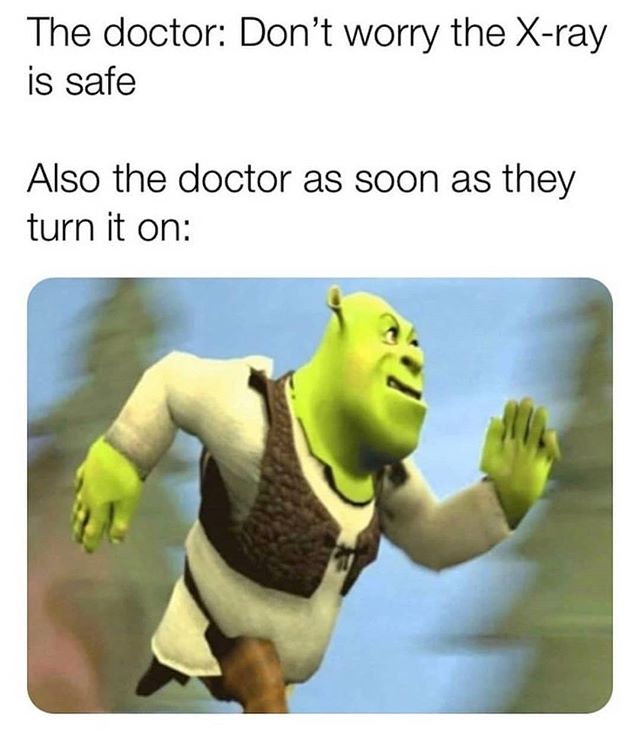 The doctor: Don’t worry the X-ray
is safe
Also the doctor as soon as they
turn it on: